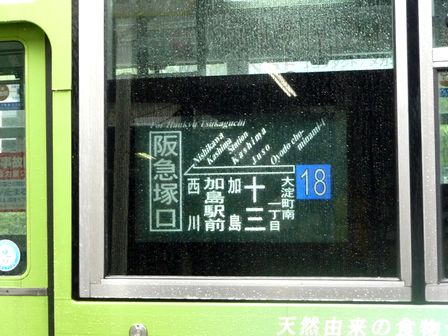 For Hankyu Tsukaguchi
阪急塚口
Nishikawa
Kashima
Station
Kashima
Juso
Oyodo cho-
minami-1
西川
加島駅前
加島
十三
大淀町南
一丁目
18
天然由来の食物